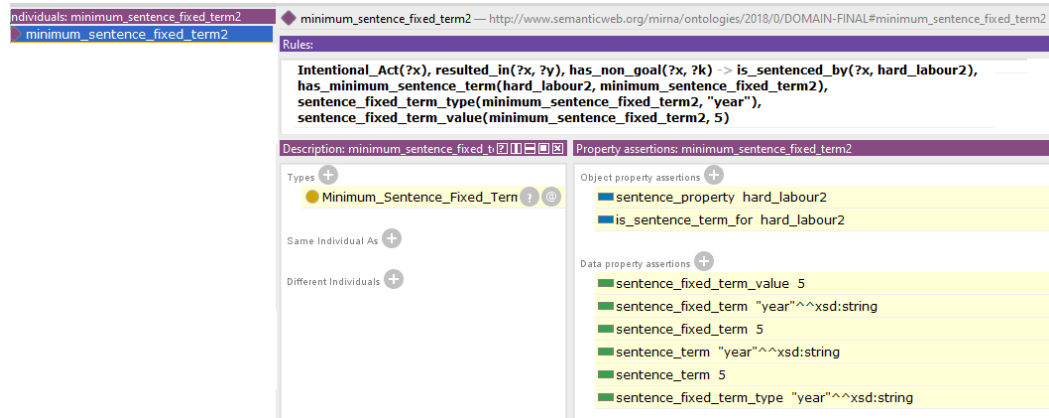 ndividuals: minimum_sentence_fixed_term2
minimum_sentence_fixed_term2
minimum_sentence_fixed_term2 — http://www.semanticweb.org/mirna/ontologies/2018/0/DOMAIN-FINAL#minimum_sentence_fixed_term2
Rules:
Intentional_Act(?x), resulted_in(?x, ?y), has_non_goal(?x, ?k) -> is_sentenced_by(?x, hard_labour2),
has_minimum_sentence_term(hard_labour2, minimum_sentence_fixed_term2),
sentence_fixed_term_type(minimum_sentence_fixed_term2, "year"),
sentence_fixed_term_value(minimum_sentence_fixed_term2, 5)
Description: minimum_sentence_fixed_t
Types
Minimum_Sentence_Fixed_Term
Same Individual As
Different Individuals
Property assertions: minimum_sentence_fixed_term2
Object property assertions
sentence_property hard_labour2
is_sentence_term_for hard_labour2
Data property assertions
sentence_fixed_term_value 5
sentence_fixed_term "year"^^xsd:string
sentence_fixed_term 5
sentence_term "year"^^xsd:string
sentence_term 5
sentence_fixed_term_type "year"^^xsd:string